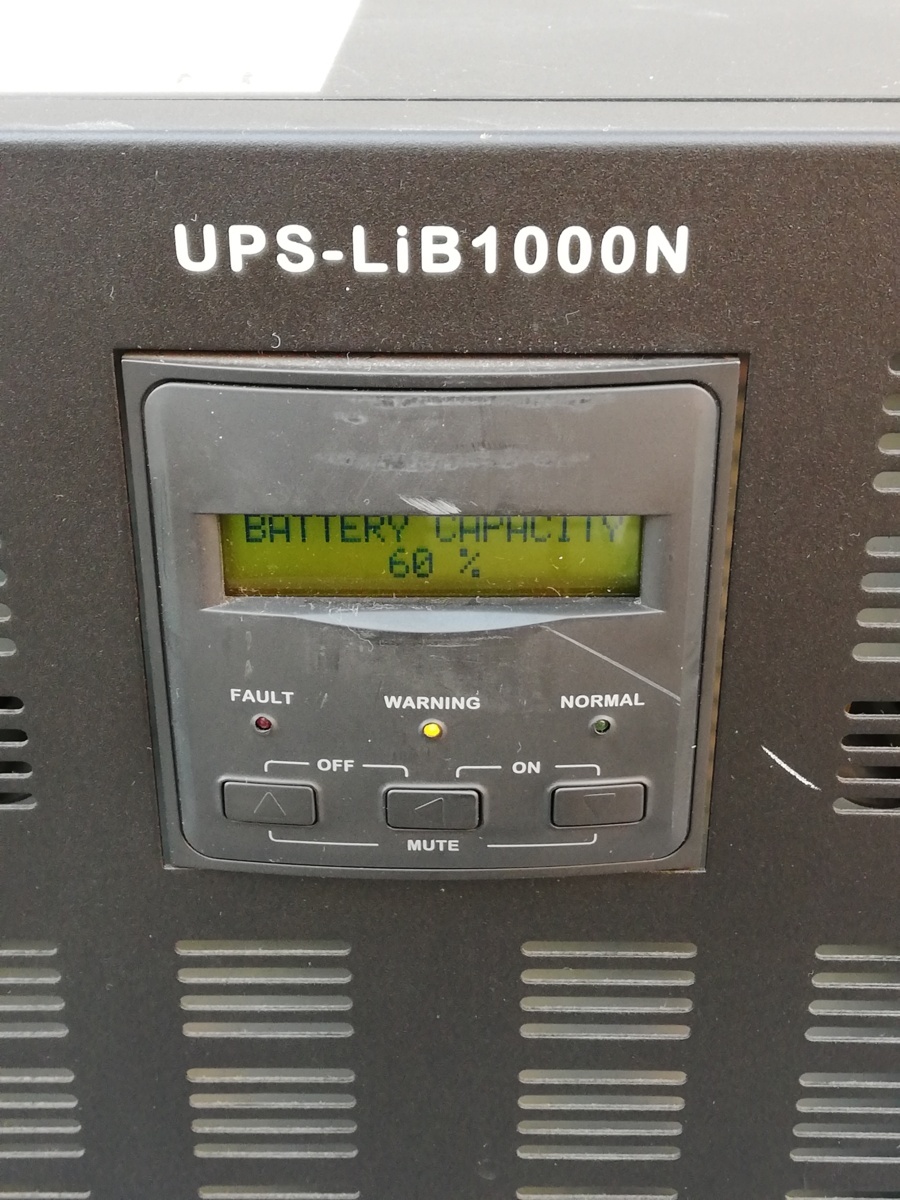 UPS-LiB1000N
BATTERY CAPACITY
60 %
FAULT WARNING NORMAL
OFF ON
MUTE